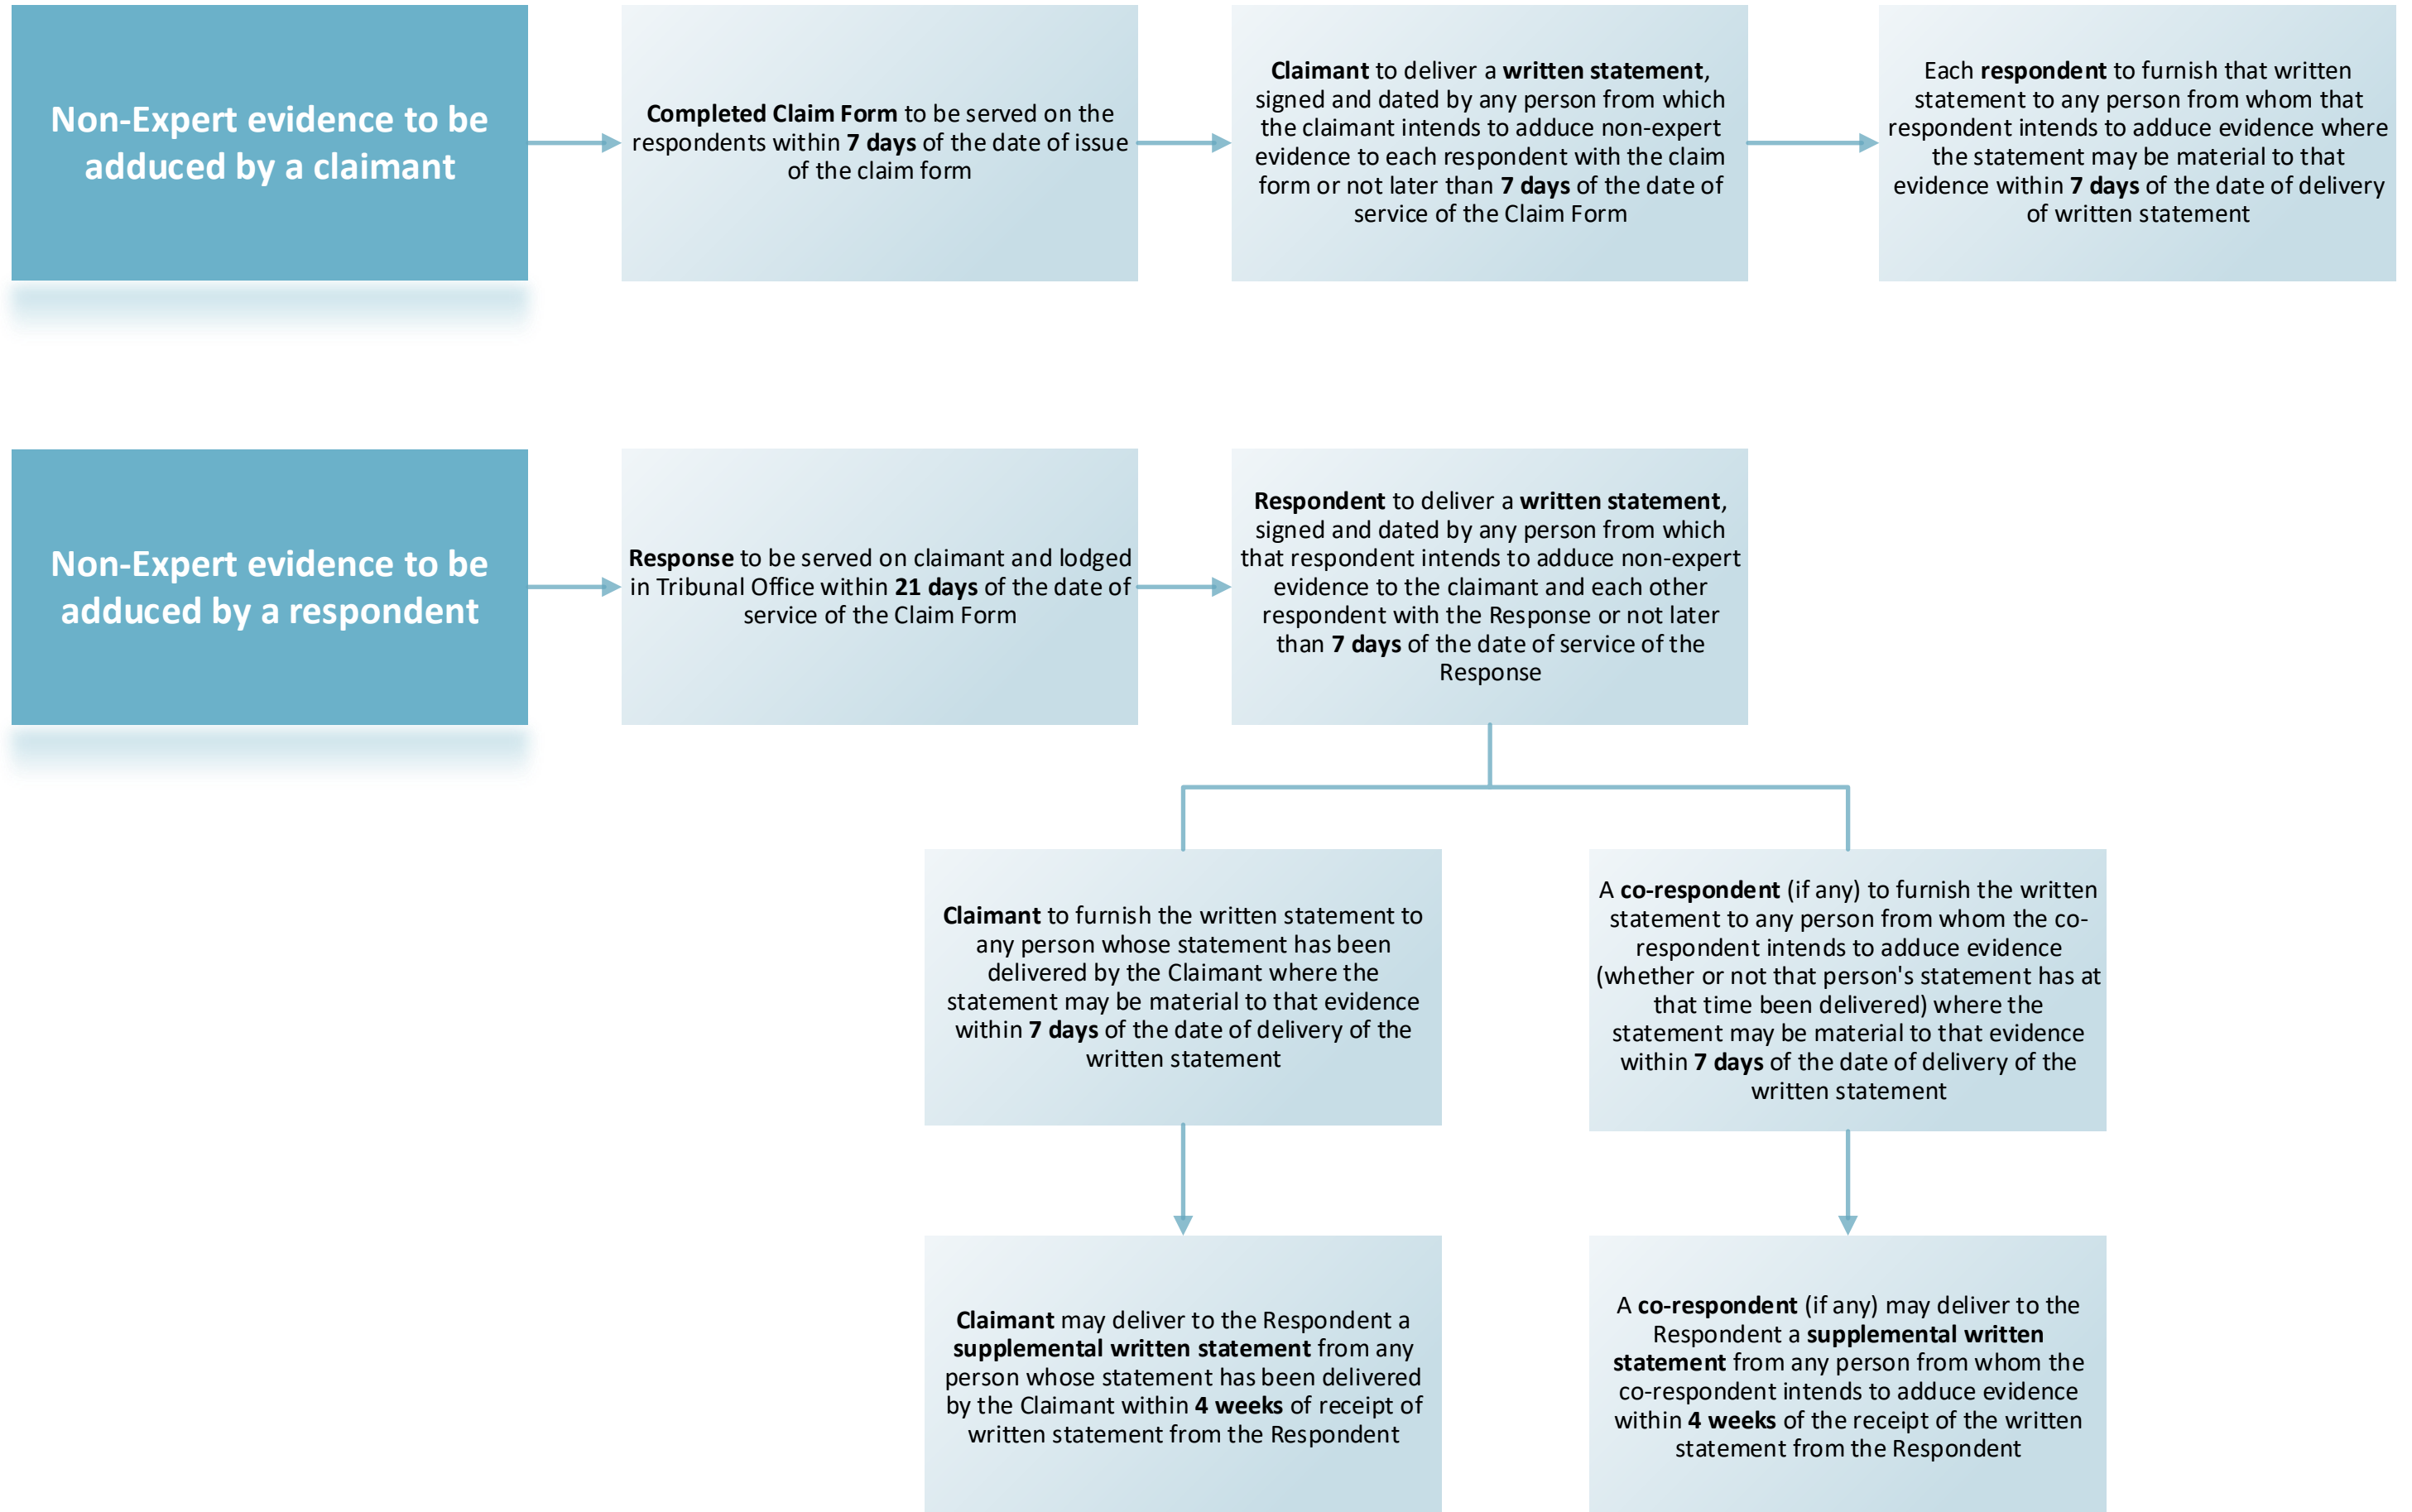 Non-Expert evidence to be
adduced by a claimant
Completed Claim Form to be served on the
respondents within 7 days of the date of issue
of the claim form
Claimant to deliver a written statement,
signed and dated by any person from which
the claimant intends to adduce non-expert
evidence to each respondent with the claim
form or not later than 7 days of the date of
service of the Claim Form
Each respondent to furnish that written
statement to any person from whom that
respondent intends to adduce evidence where
the statement may be material to that
evidence within 7 days of the date of delivery
of written statement
Non-Expert evidence to be
adduced by a respondent
Response to be served on claimant and lodged
in Tribunal Office within 21 days of the date of
service of the Claim Form
Respondent to deliver a written statement,
signed and dated by any person from which
that respondent intends to adduce non-expert
evidence to the claimant and each other
respondent with the Response or not later
than 7 days of the date of service of the
Response
Claimant to furnish the written statement to
any person whose statement has been
delivered by the Claimant where the
statement may be material to that evidence
within 7 days of the date of delivery of the
written statement
A co-respondent (if any) to furnish the written
statement to any person from whom the co-
respondent intends to adduce evidence
(whether or not that person's statement has at
that time been delivered) where the
statement may be material to that evidence
within 7 days of the date of delivery of the
written statement
Claimant may deliver to the Respondent a
supplemental written statement from any
person whose statement has been delivered
by the Claimant within 4 weeks of receipt of
written statement from the Respondent
A co-respondent (if any) may deliver to the
Respondent a supplemental written
statement from any person from whom the
co-respondent intends to adduce evidence
within 4 weeks of the receipt of the written
statement from the Respondent